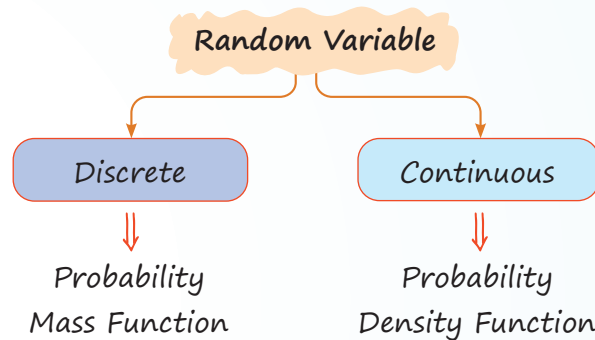 Random Variable
Discrete
Continuous
Probability
Mass Function
Probability
Density Function